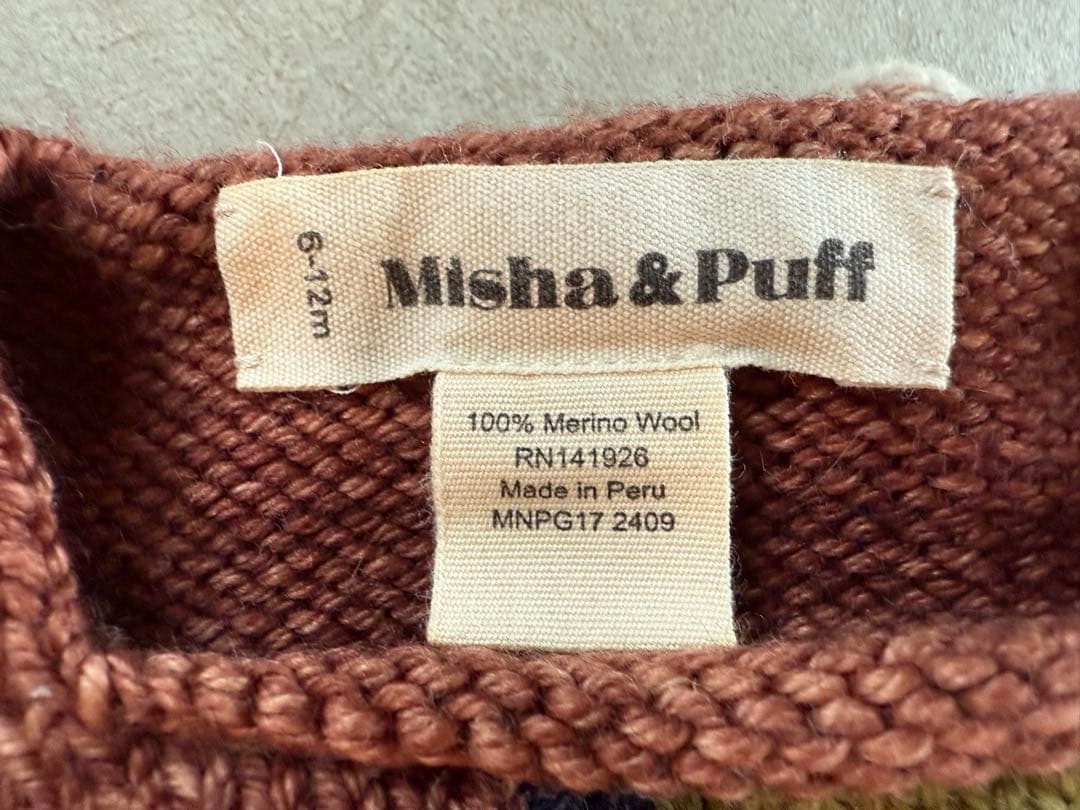 6-12m
Misha & Puff
100% Merino Wool
RN141926
Made in Peru
MNPG17 2409